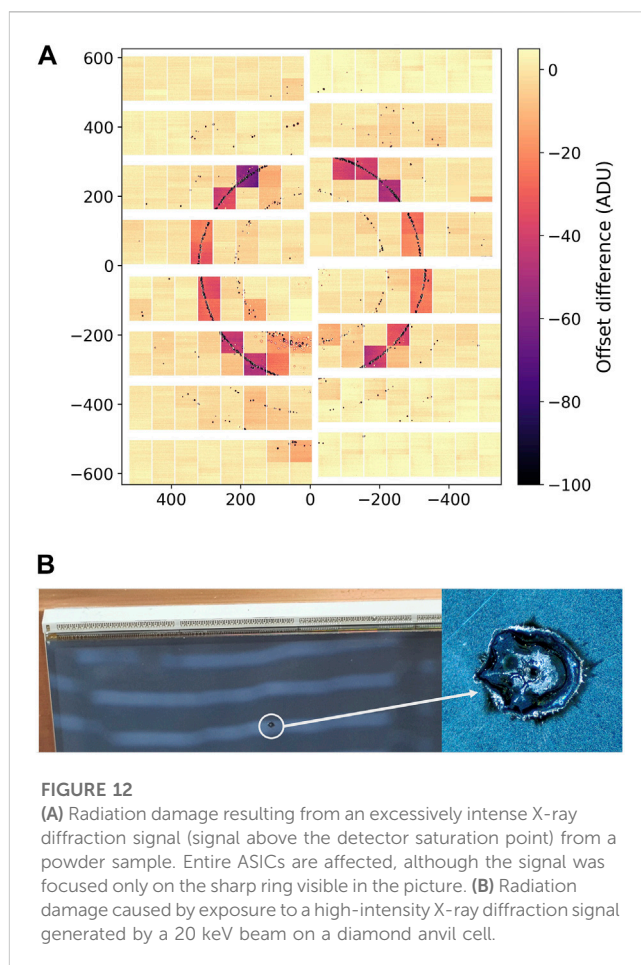 A
600
400
200
0
−200
−400
−600
400
200
0
−200
−400
0
−20
−40
−60
−80
−100
Offset difference (ADU)
B
FIGURE 12
(A) Radiation damage resulting from an excessively intense X-ray
diffraction signal (signal above the detector saturation point) from a
powder sample. Entire ASICs are affected, although the signal was
focused only on the sharp ring visible in the picture. (B) Radiation
damage caused by exposure to a high-intensity X-ray diffraction signal
generated by a 20 keV beam on a diamond anvil cell.